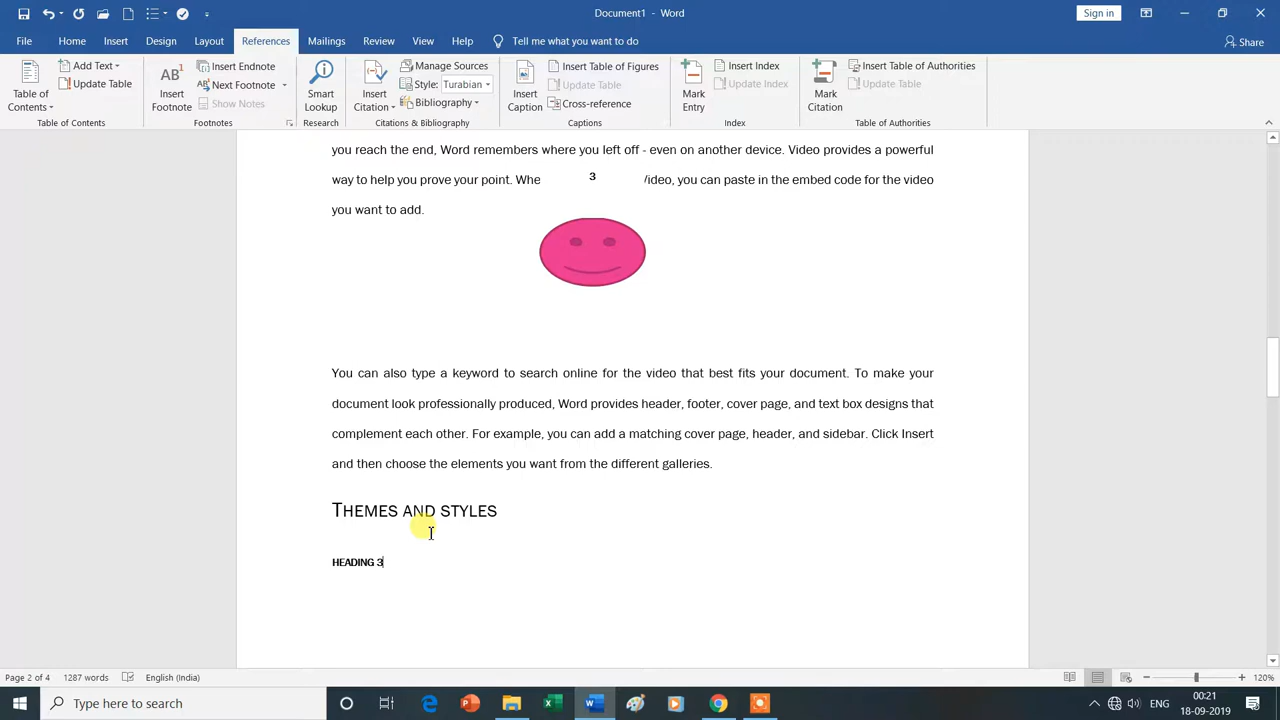 Document1 - Word
Sign in
File Home Insert Design Layout References Mailings Review View Help Tell me what you want to do Share
Table of Contents
Add Text
Update Table
Table of Contents
AB1
Insert Footnote
Insert Endnote
Next Footnote
Show Notes
Footnotes
Smart Lookup
Research
Insert Citation
Manage Sources
Style: Turabian
Bibliography
Citations & Bibliography
Insert Caption
Insert Table of Figures
Update Table
Cross-reference
Captions
Mark Entry
Insert Index
Update Index
Index
Mark Citation
Insert Table of Authorities
Update Table
Table of Authorities
you reach the end, Word remembers where you left off - even on another device. Video provides a powerful
way to help you prove your point. Whe 3 Video, you can paste in the embed code for the video
you want to add.
You can also type a keyword to search online for the video that best fits your document. To make your
document look professionally produced, Word provides header, footer, cover page, and text box designs that
complement each other. For example, you can add a matching cover page, header, and sidebar. Click Insert
and then choose the elements you want from the different galleries.
THEMES AND STYLES
HEADING 3
Page 2 of 4 1287 words English (India) 120%
Type here to search
ENG
00:21
18-09-2019